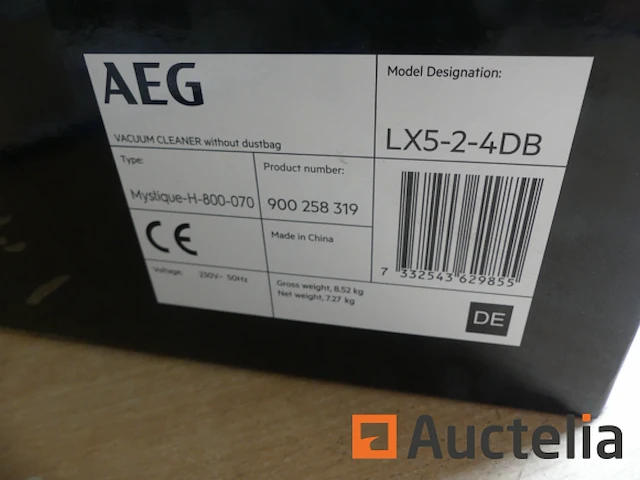 AEG
VACUUM CLEANER without dustbag
Model Designation:
LX5-2-4DB
Type:
Mystique-H-800-070
Product number:
900 258 319
CE
Made in China
Voltage: 230V~ 50Hz
Gross weight, 8.52 kg
Net weight, 7.27 kg
7 332543 629855
DE
Auctelia